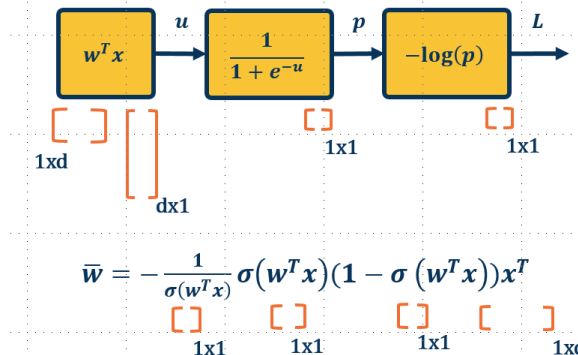 u p L
w^T x 1 / (1 + e^{-u}) −log(p)
1xd 1x1 1x1
dx1
w̅ = − 1/σ(w^T x) σ(w^T x)(1 − σ (w^T x))x^T
1x1 1x1 1x1 1xd